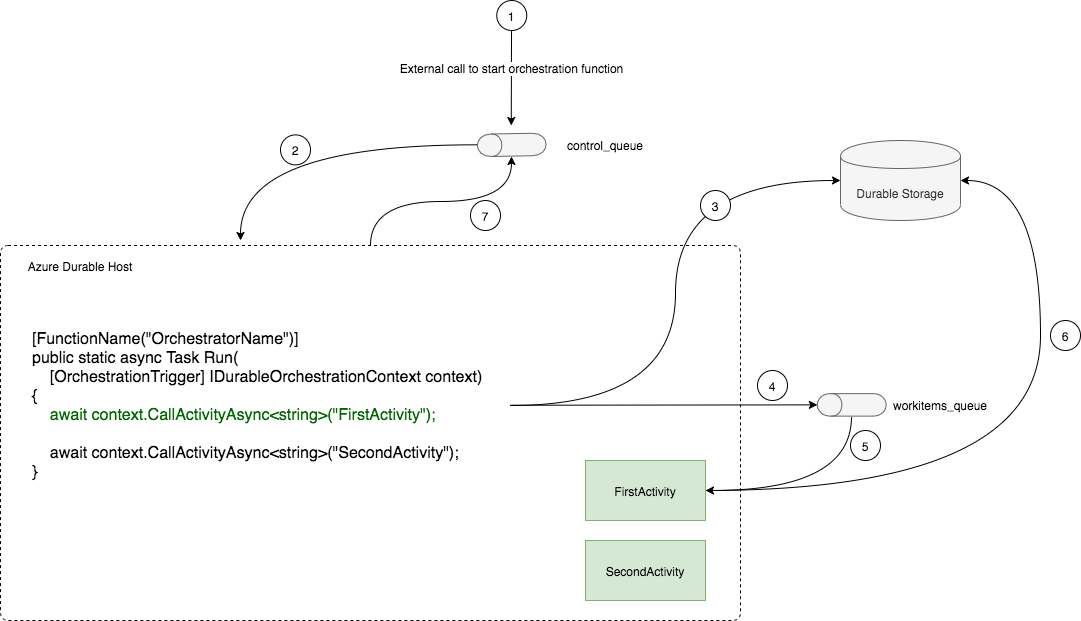 1
External call to start orchestration function
2
control_queue
7
3
Durable Storage
Azure Durable Host
6
[FunctionName("OrchestratorName")]
public static async Task Run(
[OrchestrationTrigger] IDurableOrchestrationContext context)
{
await context.CallActivityAsync<string>("FirstActivity");
await context.CallActivityAsync<string>("SecondActivity");
}
4
workitems_queue
5
FirstActivity
SecondActivity